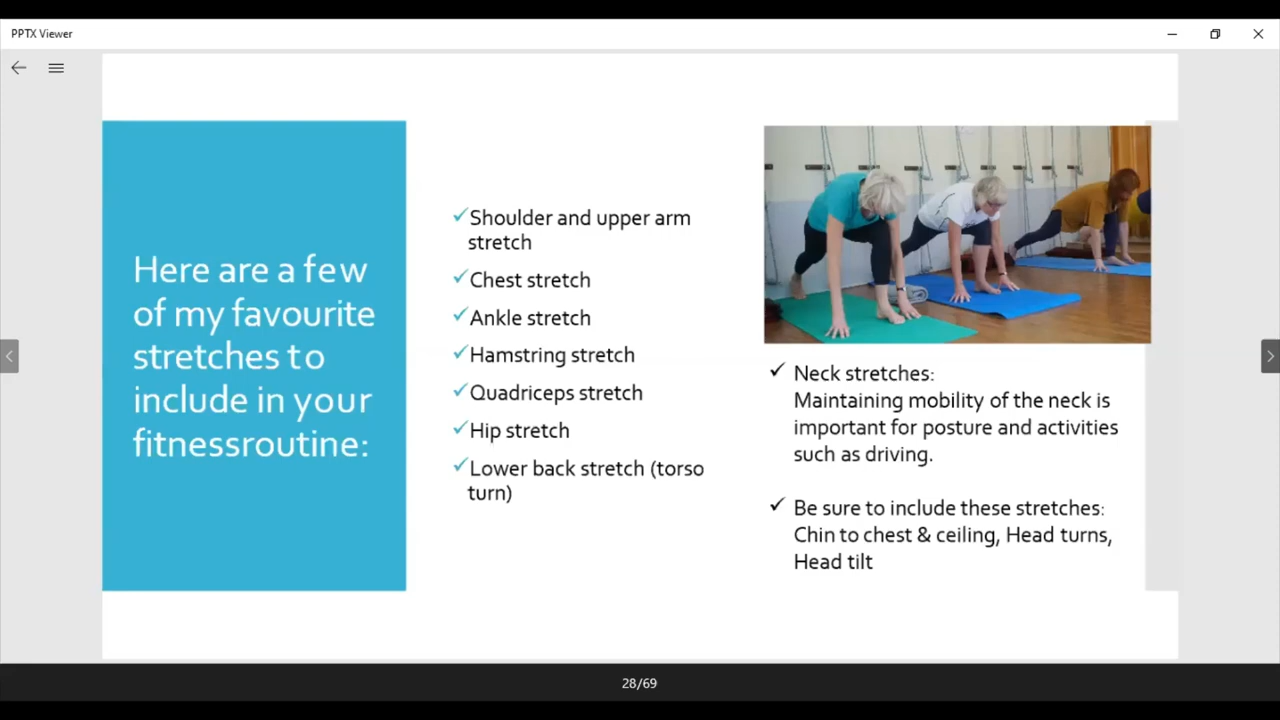 PPTX Viewer
Here are a few
of my favourite
stretches to
include in your
fitnessroutine:
✓Shoulder and upper arm
stretch
✓Chest stretch
✓Ankle stretch
✓Hamstring stretch
✓Quadriceps stretch
✓Hip stretch
✓Lower back stretch (torso
turn)
✓ Neck stretches:
Maintaining mobility of the neck is
important for posture and activities
such as driving.
✓ Be sure to include these stretches:
Chin to chest & ceiling, Head turns,
Head tilt
28/69